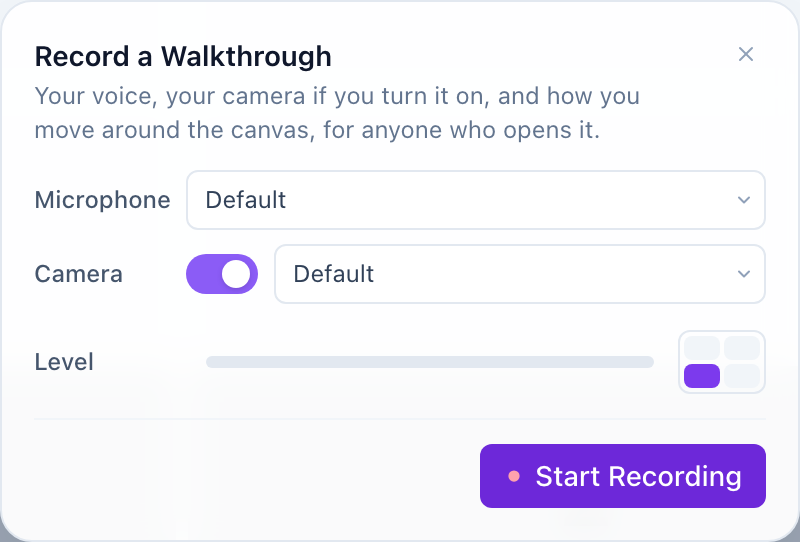 Record a Walkthrough
Your voice, your camera if you turn it on, and how you
move around the canvas, for anyone who opens it.
Microphone Default
Camera Default
Level
Start Recording